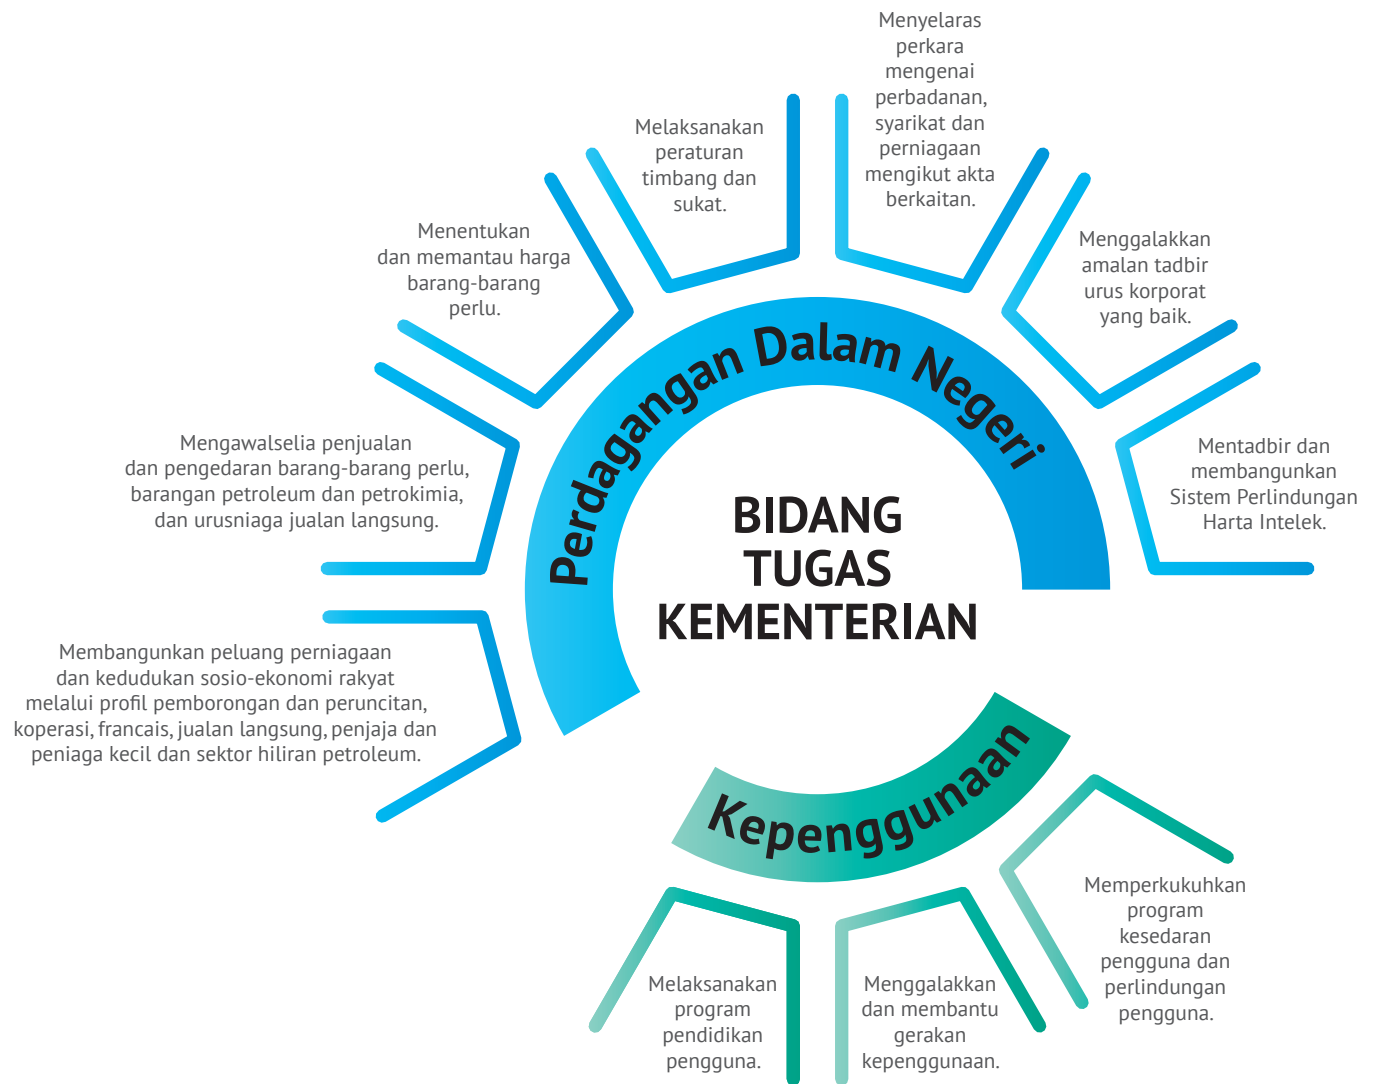 Menyelaras
perkara
mengenai
perbadanan,
syarikat dan
perniagaan
mengikut akta
berkaitan.
Melaksanakan
peraturan
timbang dan
sukat.
Menentukan
dan memantau harga
barang-barang
perlu.
Menggalakkan
amalan tadbir
urus korporat
yang baik.
Mengawalselia penjualan
dan pengedaran barang-barang perlu,
barangan petroleum dan petrokimia,
dan urusniaga jualan langsung.
Mentadbir dan
membangunkan
Sistem Perlindungan
Harta Intelek.
Perdagangan Dalam Negeri
BIDANG
TUGAS
KEMENTERIAN
Membangunkan peluang perniagaan
dan kedudukan sosio-ekonomi rakyat
melalui profil pemborongan dan peruncitan,
koperasi, francais, jualan langsung, penjaja dan
peniaga kecil dan sektor hiliran petroleum.
Kepenggunaan
Melaksanakan
program
pendidikan
pengguna.
Menggalakkan
dan membantu
gerakan
kepenggunaan.
Memperkukuhkan
program
kesedaran
pengguna dan
perlindungan
pengguna.